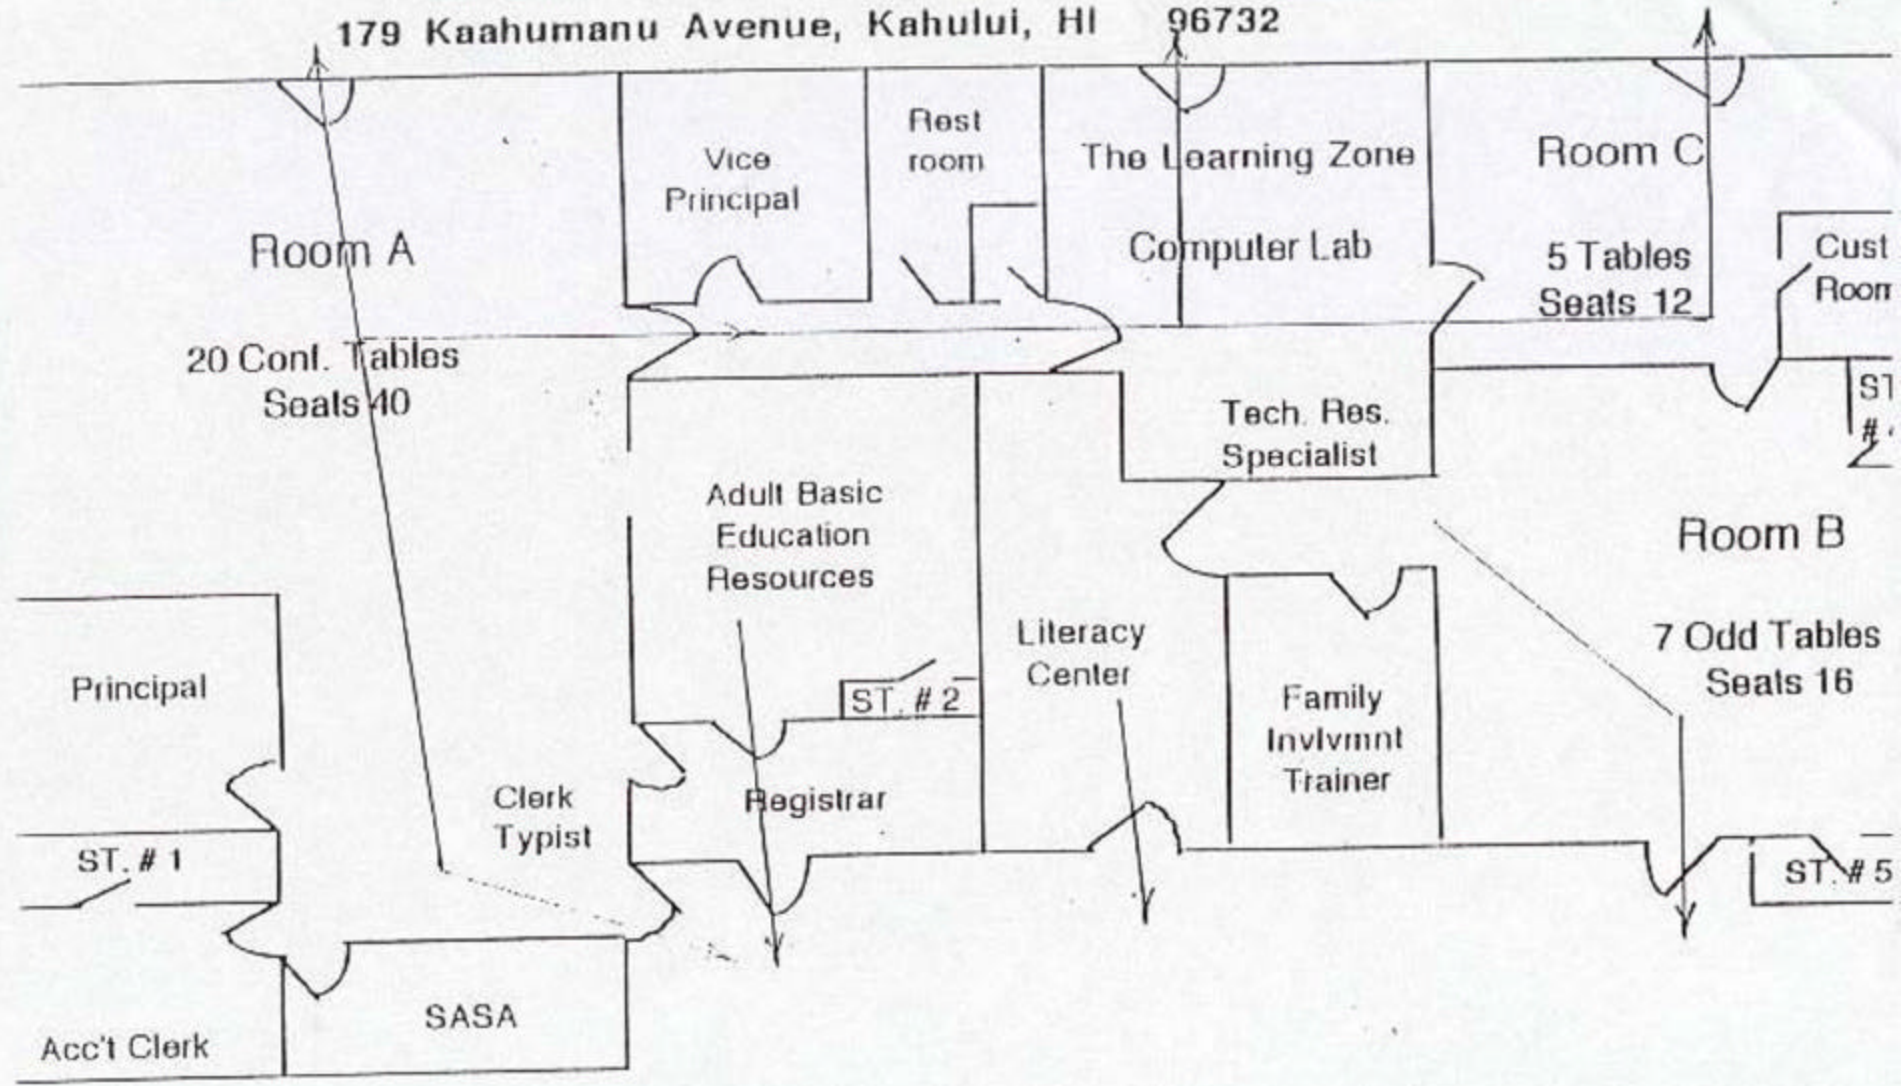 179 Kaahumanu Avenue, Kahului, HI 96732
Room A
20 Conf. Tables
Seats 40
Vice
Principal
Rest
room
The Learning Zone
Computer Lab
Room C
5 Tables
Seats 12
Cust
Room
ST
#
Tech. Res.
Specialist
Adult Basic
Education
Resources
ST. # 2
Room B
7 Odd Tables
Seats 16
Literacy
Center
Family
Invlvmnt
Trainer
Principal
ST. # 1
Clerk
Typist
Registrar
ST. # 5
SASA
Acc't Clerk